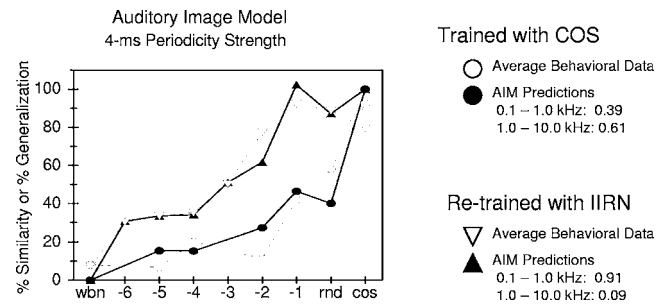 Auditory Image Model
4-ms Periodicity Strength
% Similarity or % Generalization
100
80
60
40
20
0
wbn -6 -5 -4 -3 -2 -1 rnd cos
Trained with COS
Average Behavioral Data
AIM Predictions
0.1 – 1.0 kHz: 0.39
1.0 – 10.0 kHz: 0.61
Re-trained with IIRN
Average Behavioral Data
AIM Predictions
0.1 – 1.0 kHz: 0.91
1.0 – 10.0 kHz: 0.09